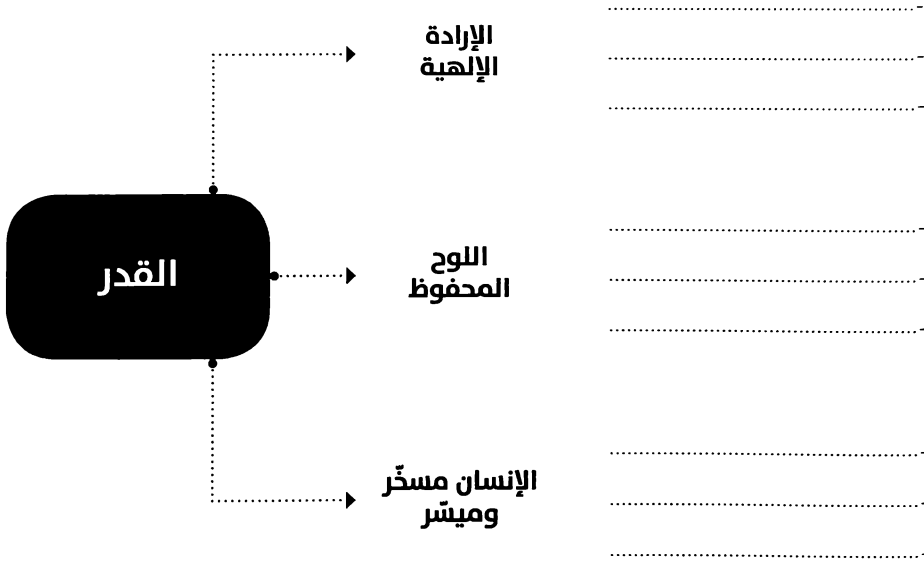 الإرادة
الإلهية
القدر
اللوح
المحفوظ
الإنسان مسخّر
وميسّر